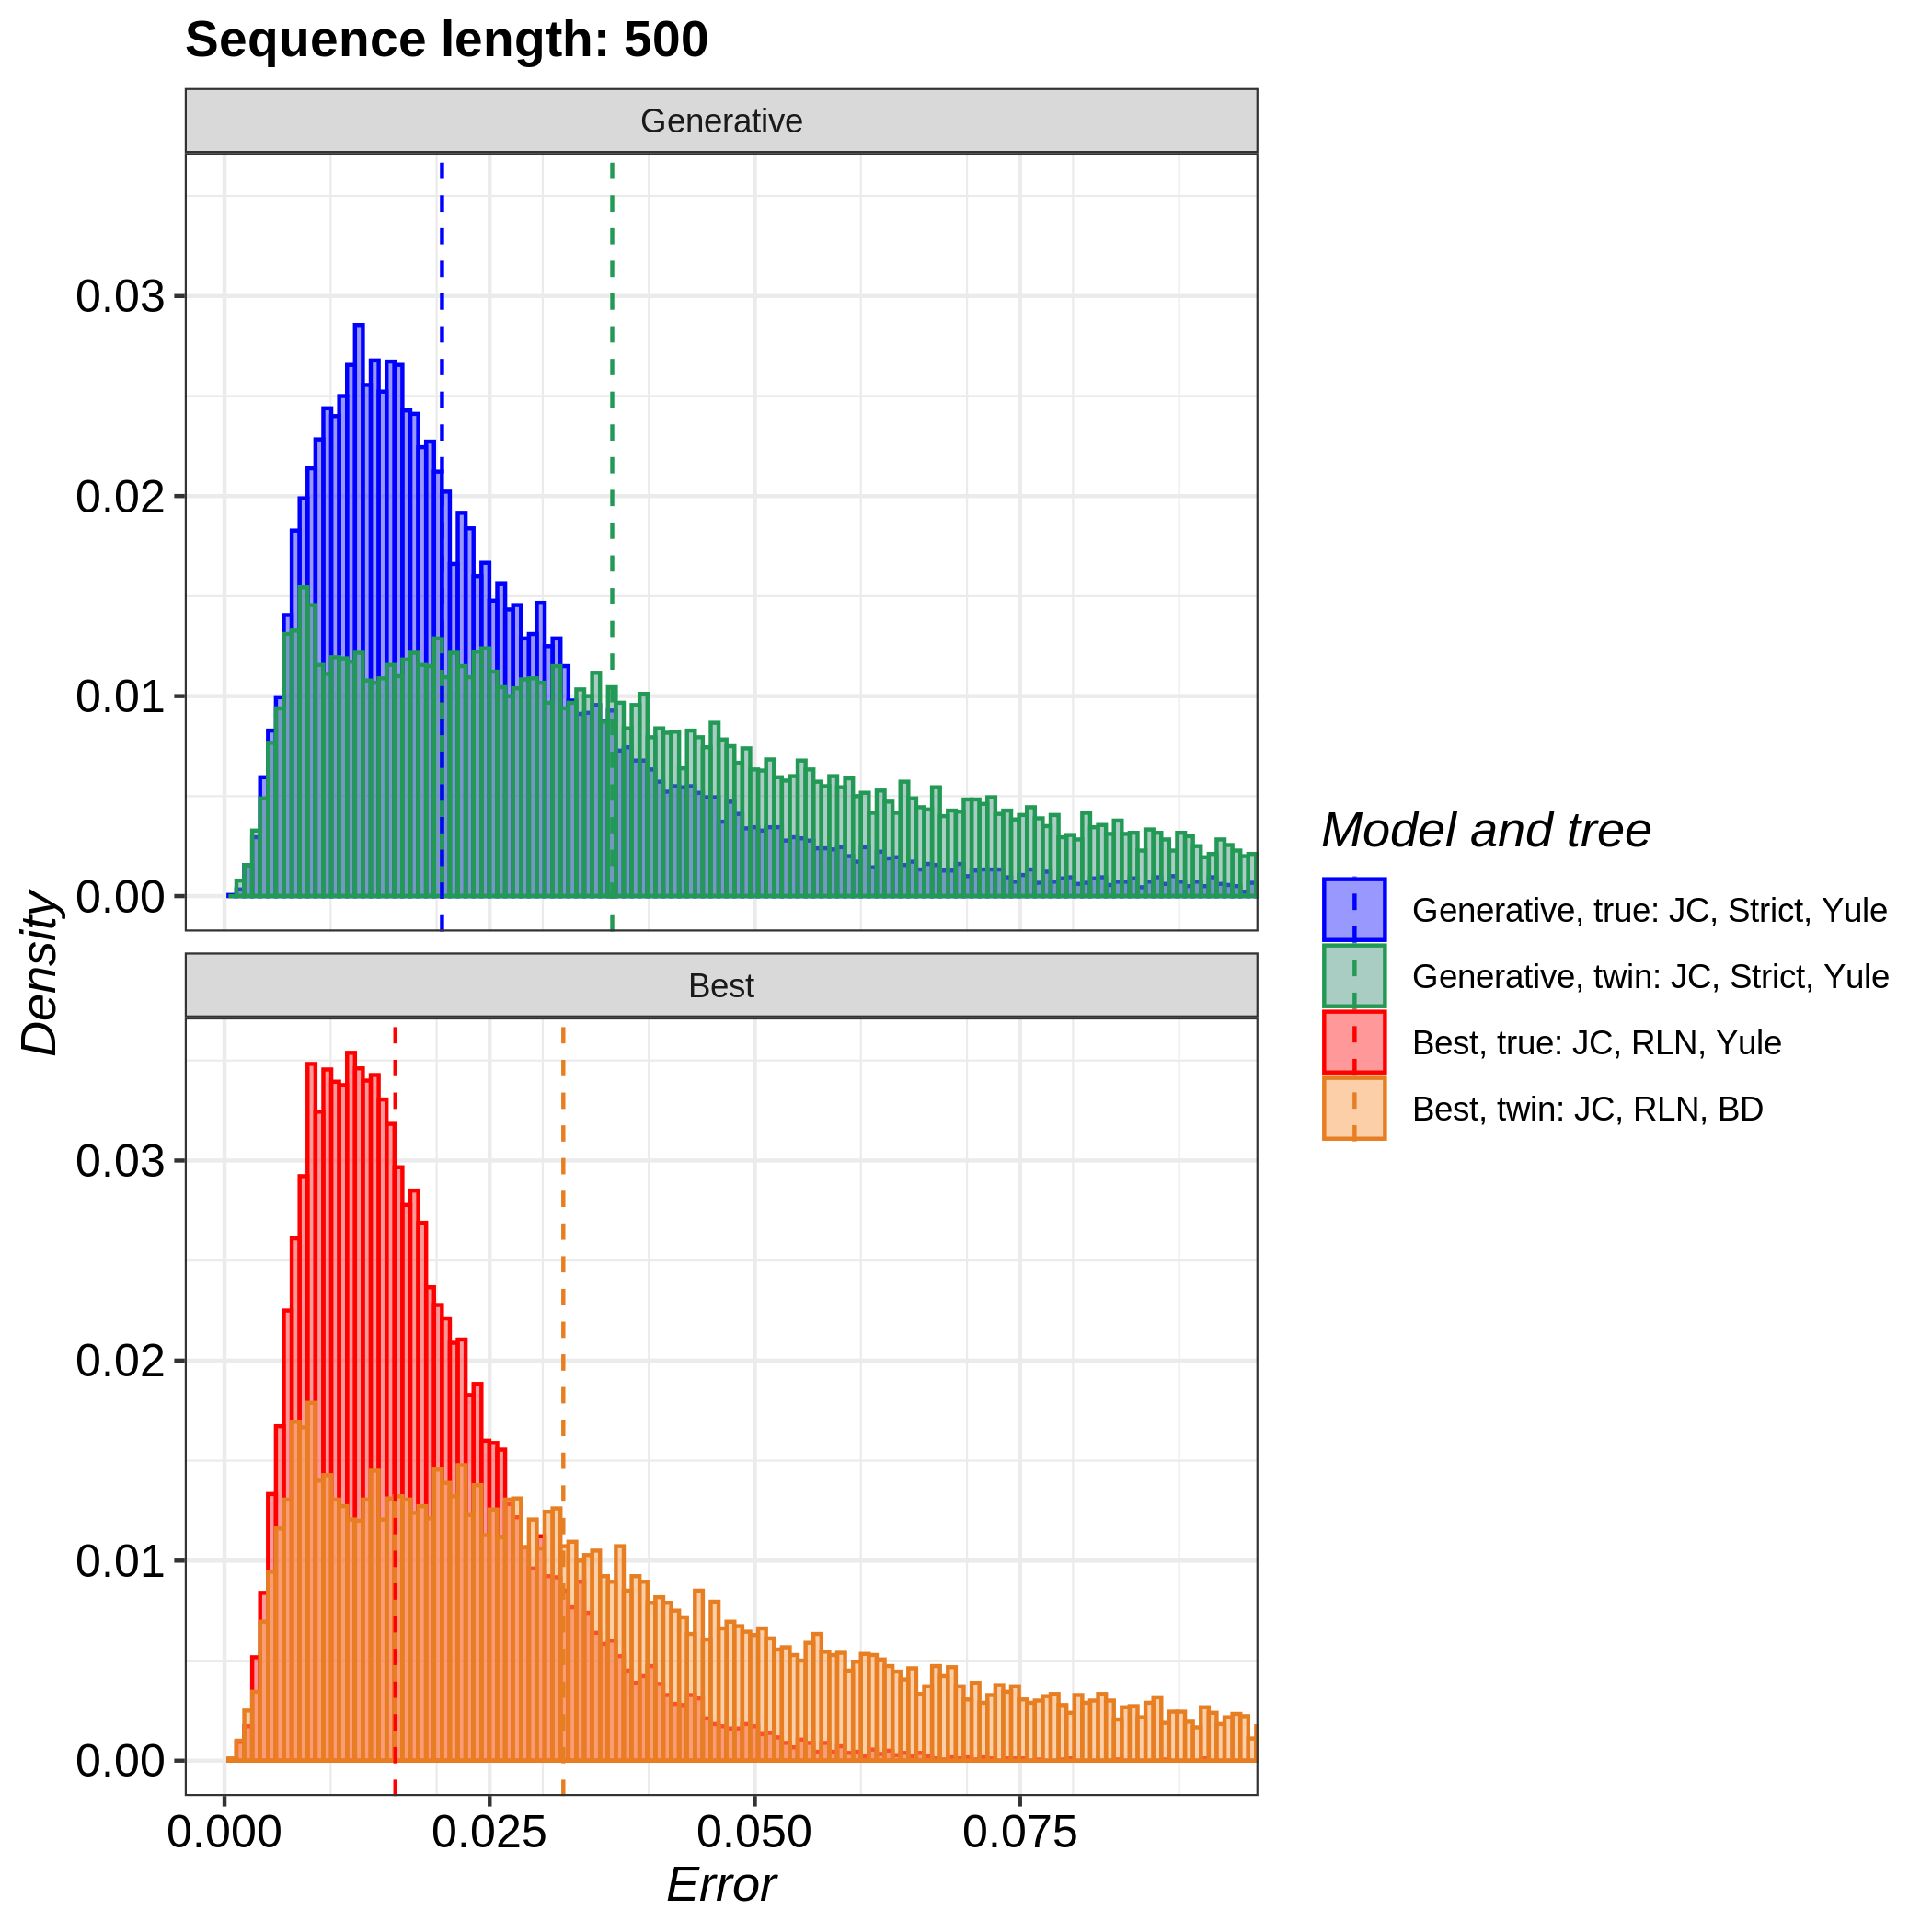 Sequence length: 500
Generative
0.03
0.02
0.01
0.00
Best
0.03
0.02
0.01
0.00
0.000 0.025 0.050 0.075
Error
Density
Model and tree
Generative, true: JC, Strict, Yule
Generative, twin: JC, Strict, Yule
Best, true: JC, RLN, Yule
Best, twin: JC, RLN, BD